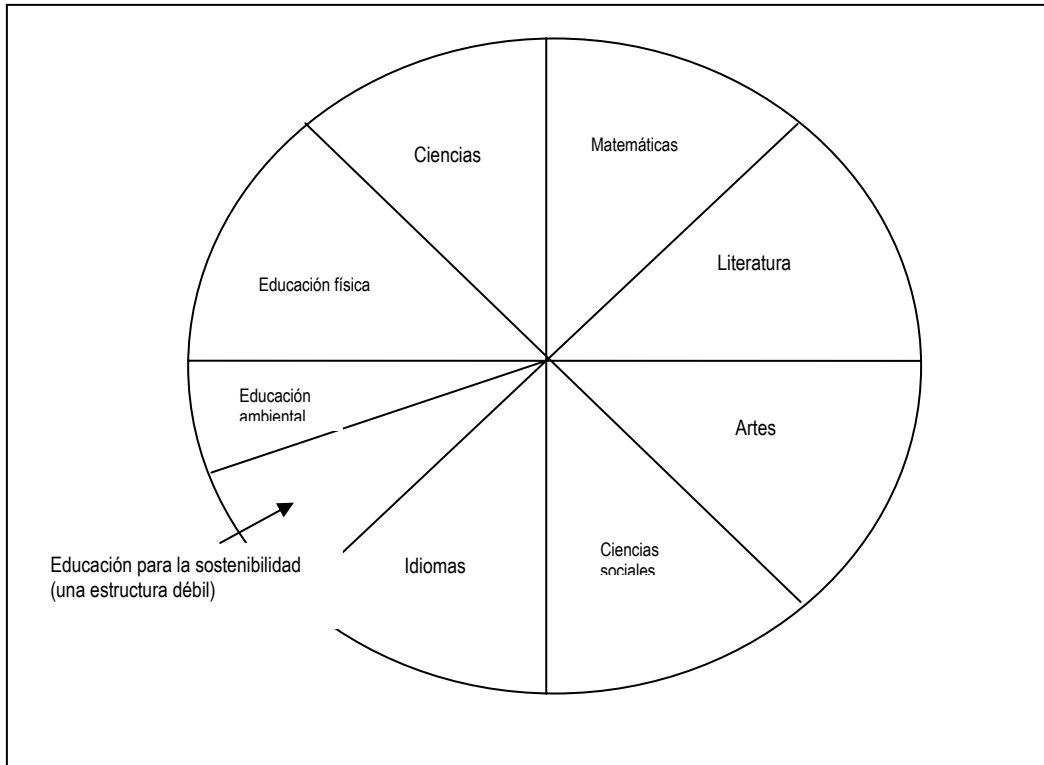 Ciencias
Matemáticas
Literatura
Educación física
Educación
ambiental
Artes
Educación para la sostenibilidad
(una estructura débil)
Idiomas
Ciencias
sociales